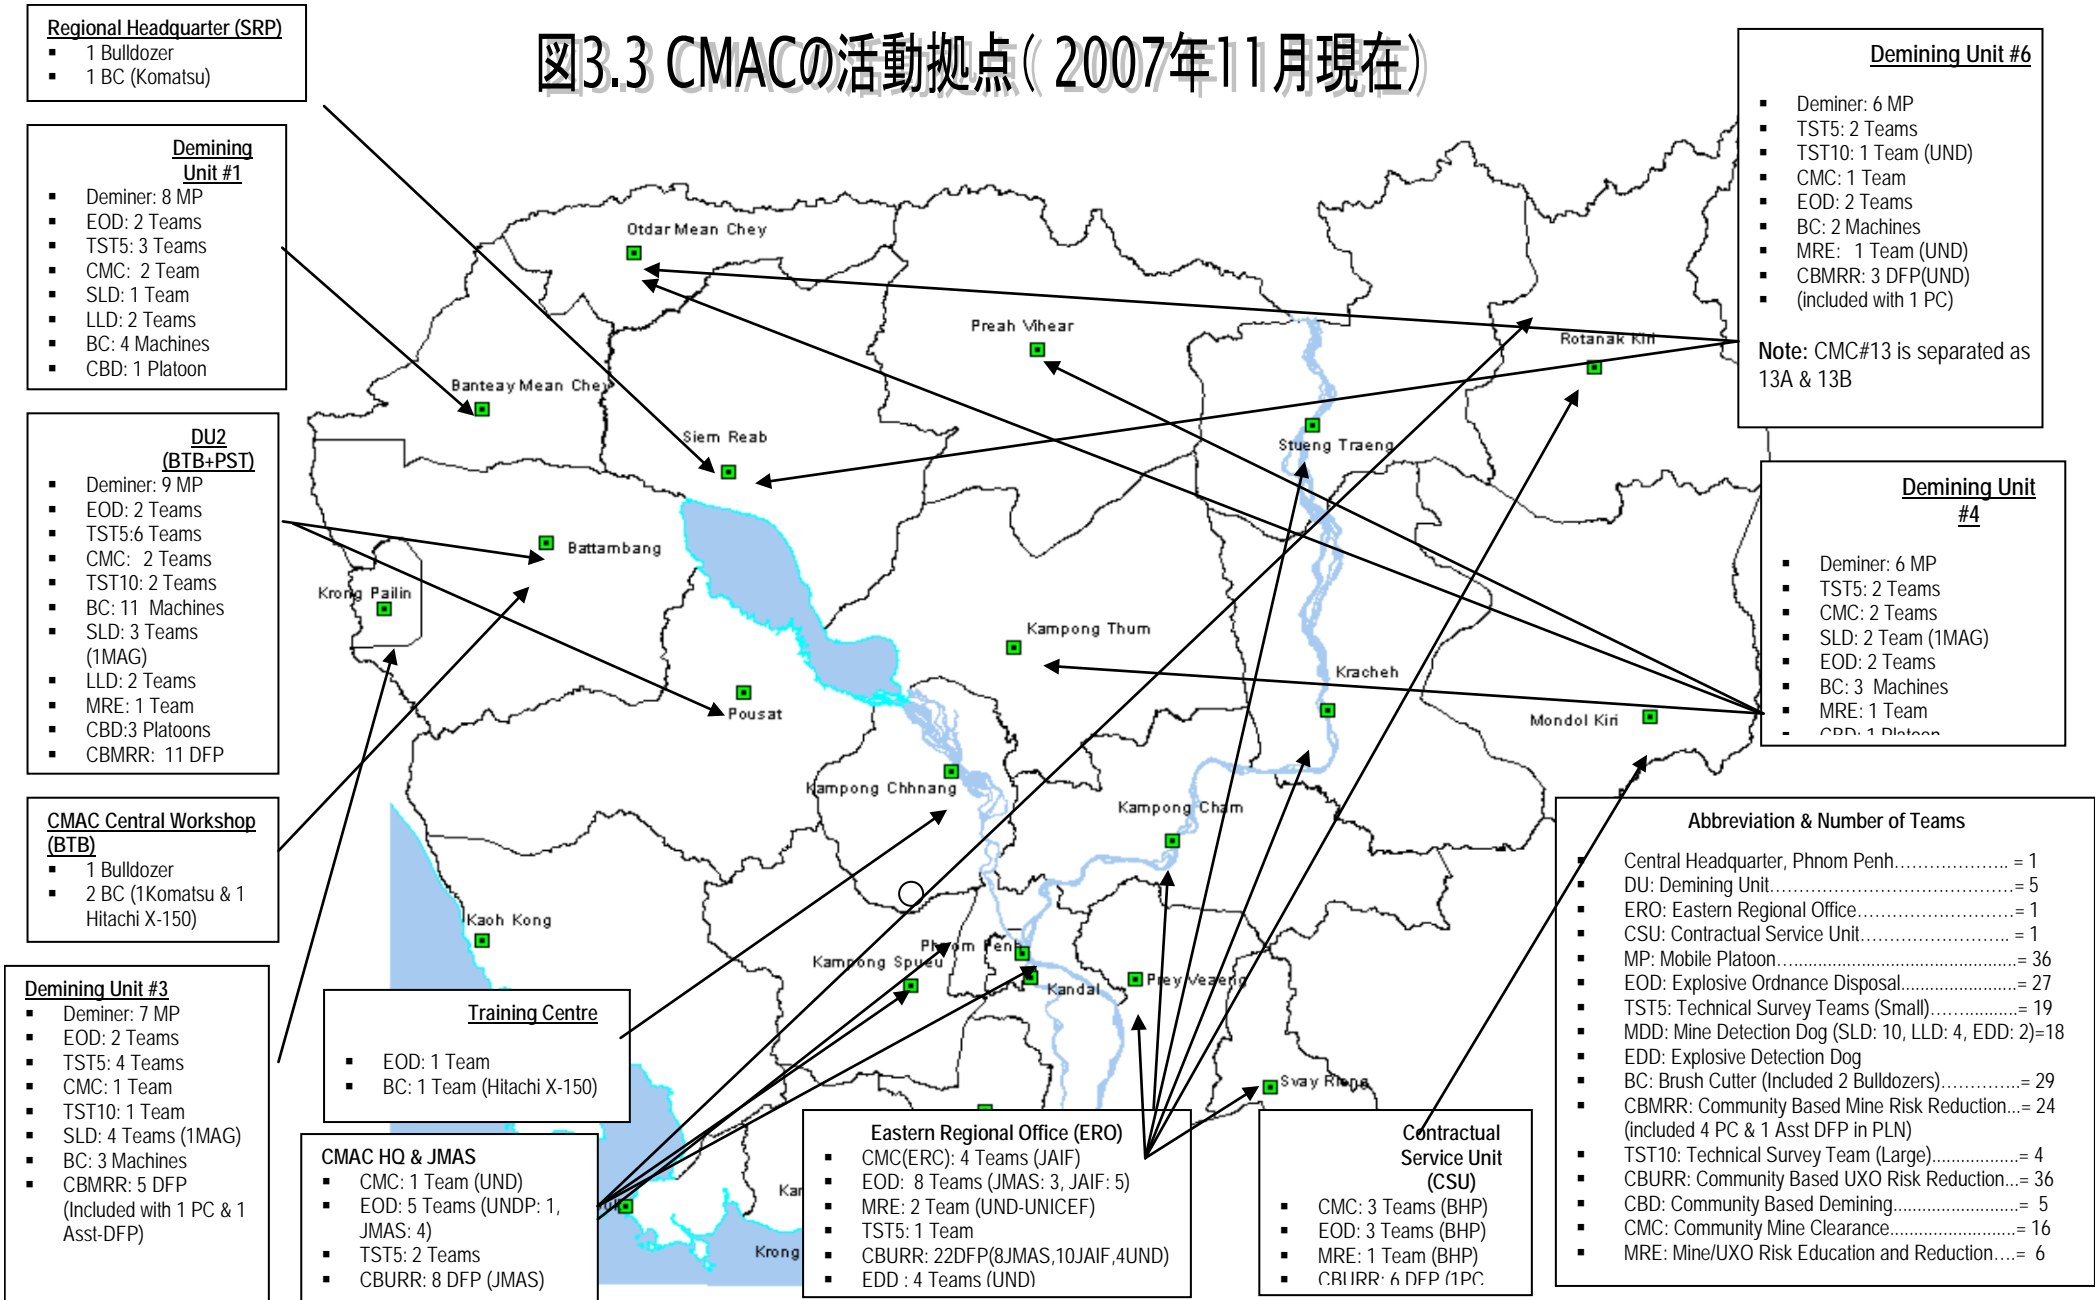 図3.3 CMACの活動拠点( 2007年11月現在)
Regional Headquarter (SRP)
▪ 1 Bulldozer
▪ 1 BC (Komatsu)
Demining
Unit #1
▪ Deminer: 8 MP
▪ EOD: 2 Teams
▪ TST5: 3 Teams
▪ CMC: 2 Team
▪ SLD: 1 Team
▪ LLD: 2 Teams
▪ BC: 4 Machines
▪ CBD: 1 Platoon
DU2
(BTB+PST)
▪ Deminer: 9 MP
▪ EOD: 2 Teams
▪ TST5:6 Teams
▪ CMC: 2 Teams
▪ TST10: 2 Teams
▪ BC: 11 Machines
▪ SLD: 3 Teams
(1MAG)
▪ LLD: 2 Teams
▪ MRE: 1 Team
▪ CBD:3 Platoons
▪ CBMRR: 11 DFP
CMAC Central Workshop
(BTB)
▪ 1 Bulldozer
▪ 2 BC (1Komatsu & 1
Hitachi X-150)
Demining Unit #3
▪ Deminer: 7 MP
▪ EOD: 2 Teams
▪ TST5: 4 Teams
▪ CMC: 1 Team
▪ TST10: 1 Team
▪ SLD: 4 Teams (1MAG)
▪ BC: 3 Machines
▪ CBMRR: 5 DFP
(Included with 1 PC & 1
Asst-DFP)
Training Centre
▪ EOD: 1 Team
▪ BC: 1 Team (Hitachi X-150)
CMAC HQ & JMAS
▪ CMC: 1 Team (UND)
▪ EOD: 5 Teams (UNDP: 1,
JMAS: 4)
▪ TST5: 2 Teams
▪ CBURR: 8 DFP (JMAS)
Eastern Regional Office (ERO)
▪ CMC(ERC): 4 Teams (JAIF)
▪ EOD: 8 Teams (JMAS: 3, JAIF: 5)
▪ MRE: 2 Team (UND-UNICEF)
▪ TST5: 1 Team
▪ CBURR: 22DFP(8JMAS,10JAIF,4UND)
▪ EDD : 4 Teams (UND)
Contractual
Service Unit
(CSU)
▪ CMC: 3 Teams (BHP)
▪ EOD: 3 Teams (BHP)
▪ MRE: 1 Team (BHP)
▪ CBURR: 6 DFP (1PC
Demining Unit #6
▪ Deminer: 6 MP
▪ TST5: 2 Teams
▪ TST10: 1 Team (UND)
▪ CMC: 1 Team
▪ EOD: 2 Teams
▪ BC: 2 Machines
▪ MRE: 1 Team (UND)
▪ CBMRR: 3 DFP(UND)
▪ (included with 1 PC)
Note: CMC#13 is separated as
13A & 13B
Demining Unit
#4
▪ Deminer: 6 MP
▪ TST5: 2 Teams
▪ CMC: 2 Teams
▪ SLD: 2 Team (1MAG)
▪ EOD: 2 Teams
▪ BC: 3 Machines
▪ MRE: 1 Team
▪ CBD: 1 Platoon
Abbreviation & Number of Teams
▪ Central Headquarter, Phnom Penh……………….. = 1
▪ DU: Demining Unit……………………………………= 5
▪ ERO: Eastern Regional Office………………………= 1
▪ CSU: Contractual Service Unit…………………….. = 1
▪ MP: Mobile Platoon…......................................= 36
▪ EOD: Explosive Ordnance Disposal....................= 27
▪ TST5: Technical Survey Teams (Small)…….........= 19
▪ MDD: Mine Detection Dog (SLD: 10, LLD: 4, EDD: 2)=18
▪ EDD: Explosive Detection Dog
▪ BC: Brush Cutter (Included 2 Bulldozers)…………..= 29
▪ CBMRR: Community Based Mine Risk Reduction...= 24
(included 4 PC & 1 Asst DFP in PLN)
▪ TST10: Technical Survey Team (Large)...............= 4
▪ CBURR: Community Based UXO Risk Reduction...= 36
▪ CBD: Community Based Demining......................= 5
▪ CMC: Community Mine Clearance......................= 16
▪ MRE: Mine/UXO Risk Education and Reduction….= 6
Otdar Mean Chey
Preah Vihear
Rotanak Kiri
Banteay Mean Chey
Siem Reab
Stueng Traeng
Battambang
Krong Pailin
Kampong Thum
Kracheh
Pousat
Mondol Kiri
Kampong Chhnang
Kampong Cham
Kaoh Kong
Phnom Penh
Kampong Spueu
Kandal
Prey Veaeng
Svay Rieng
Krong